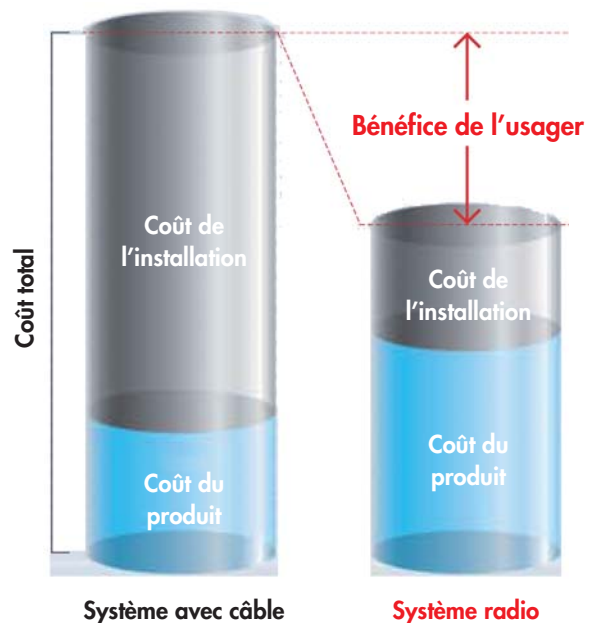 Bénéfice de l'usager
Coût total
Coût de
l'installation
Coût du
produit
Coût de
l'installation
Coût du
produit
Système avec câble
Système radio